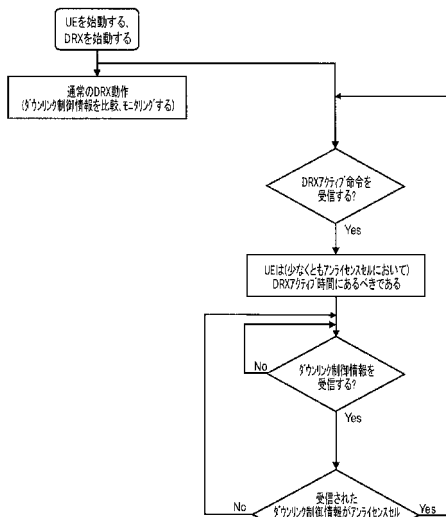 UEを始動する、
DRXを始動する
通常のDRX動作
(ダウンリンク制御情報を比較、モニタリングする)
DRXアクティブ命令を
受信する?
Yes
UEは(少なくともアンライセンスセルにおいて)
DRXアクティブ時間にあるべきである
No
ダウンリンク制御情報を
受信する?
Yes
No
受信された
ダウンリンク制御情報がアンライセンスセル
Yes